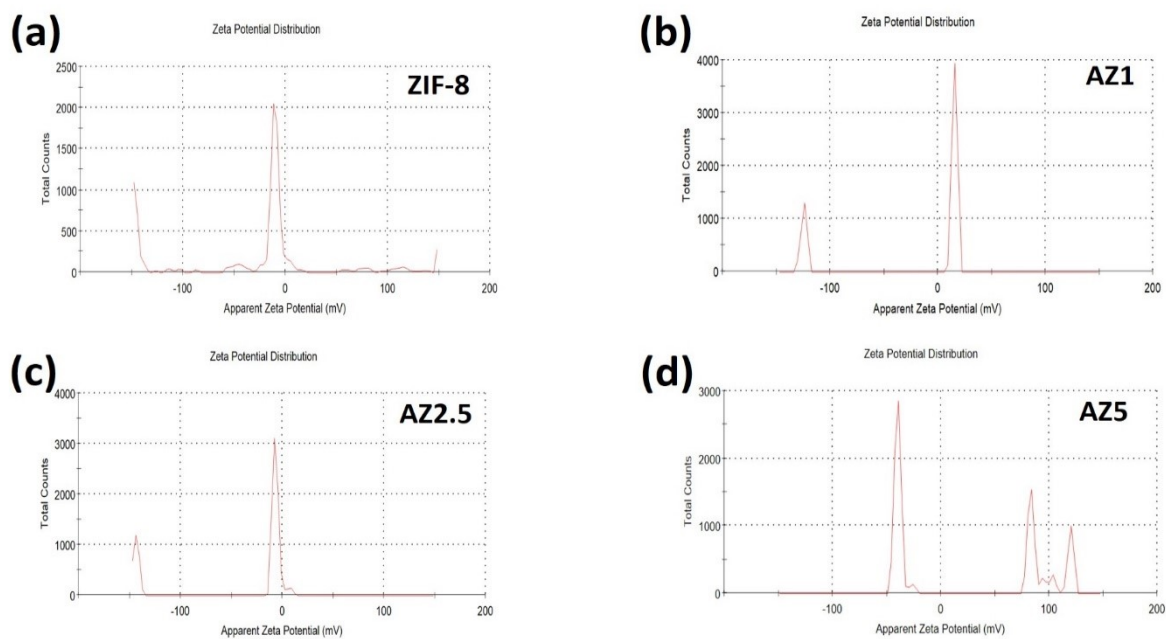 (a)
Zeta Potential Distribution
ZIF-8
2500
2000
1500
1000
500
0
Total Counts
-100 0 100 200
Apparent Zeta Potential (mV)
(b)
Zeta Potential Distribution
AZ1
4000
3000
2000
1000
0
Total Counts
-100 0 100 200
Apparent Zeta Potential (mV)
(c)
Zeta Potential Distribution
AZ2.5
4000
3000
2000
1000
0
Total Counts
-100 0 100 200
Apparent Zeta Potential (mV)
(d)
Zeta Potential Distribution
AZ5
3000
2000
1000
0
Total Counts
-100 0 100 200
Apparent Zeta Potential (mV)